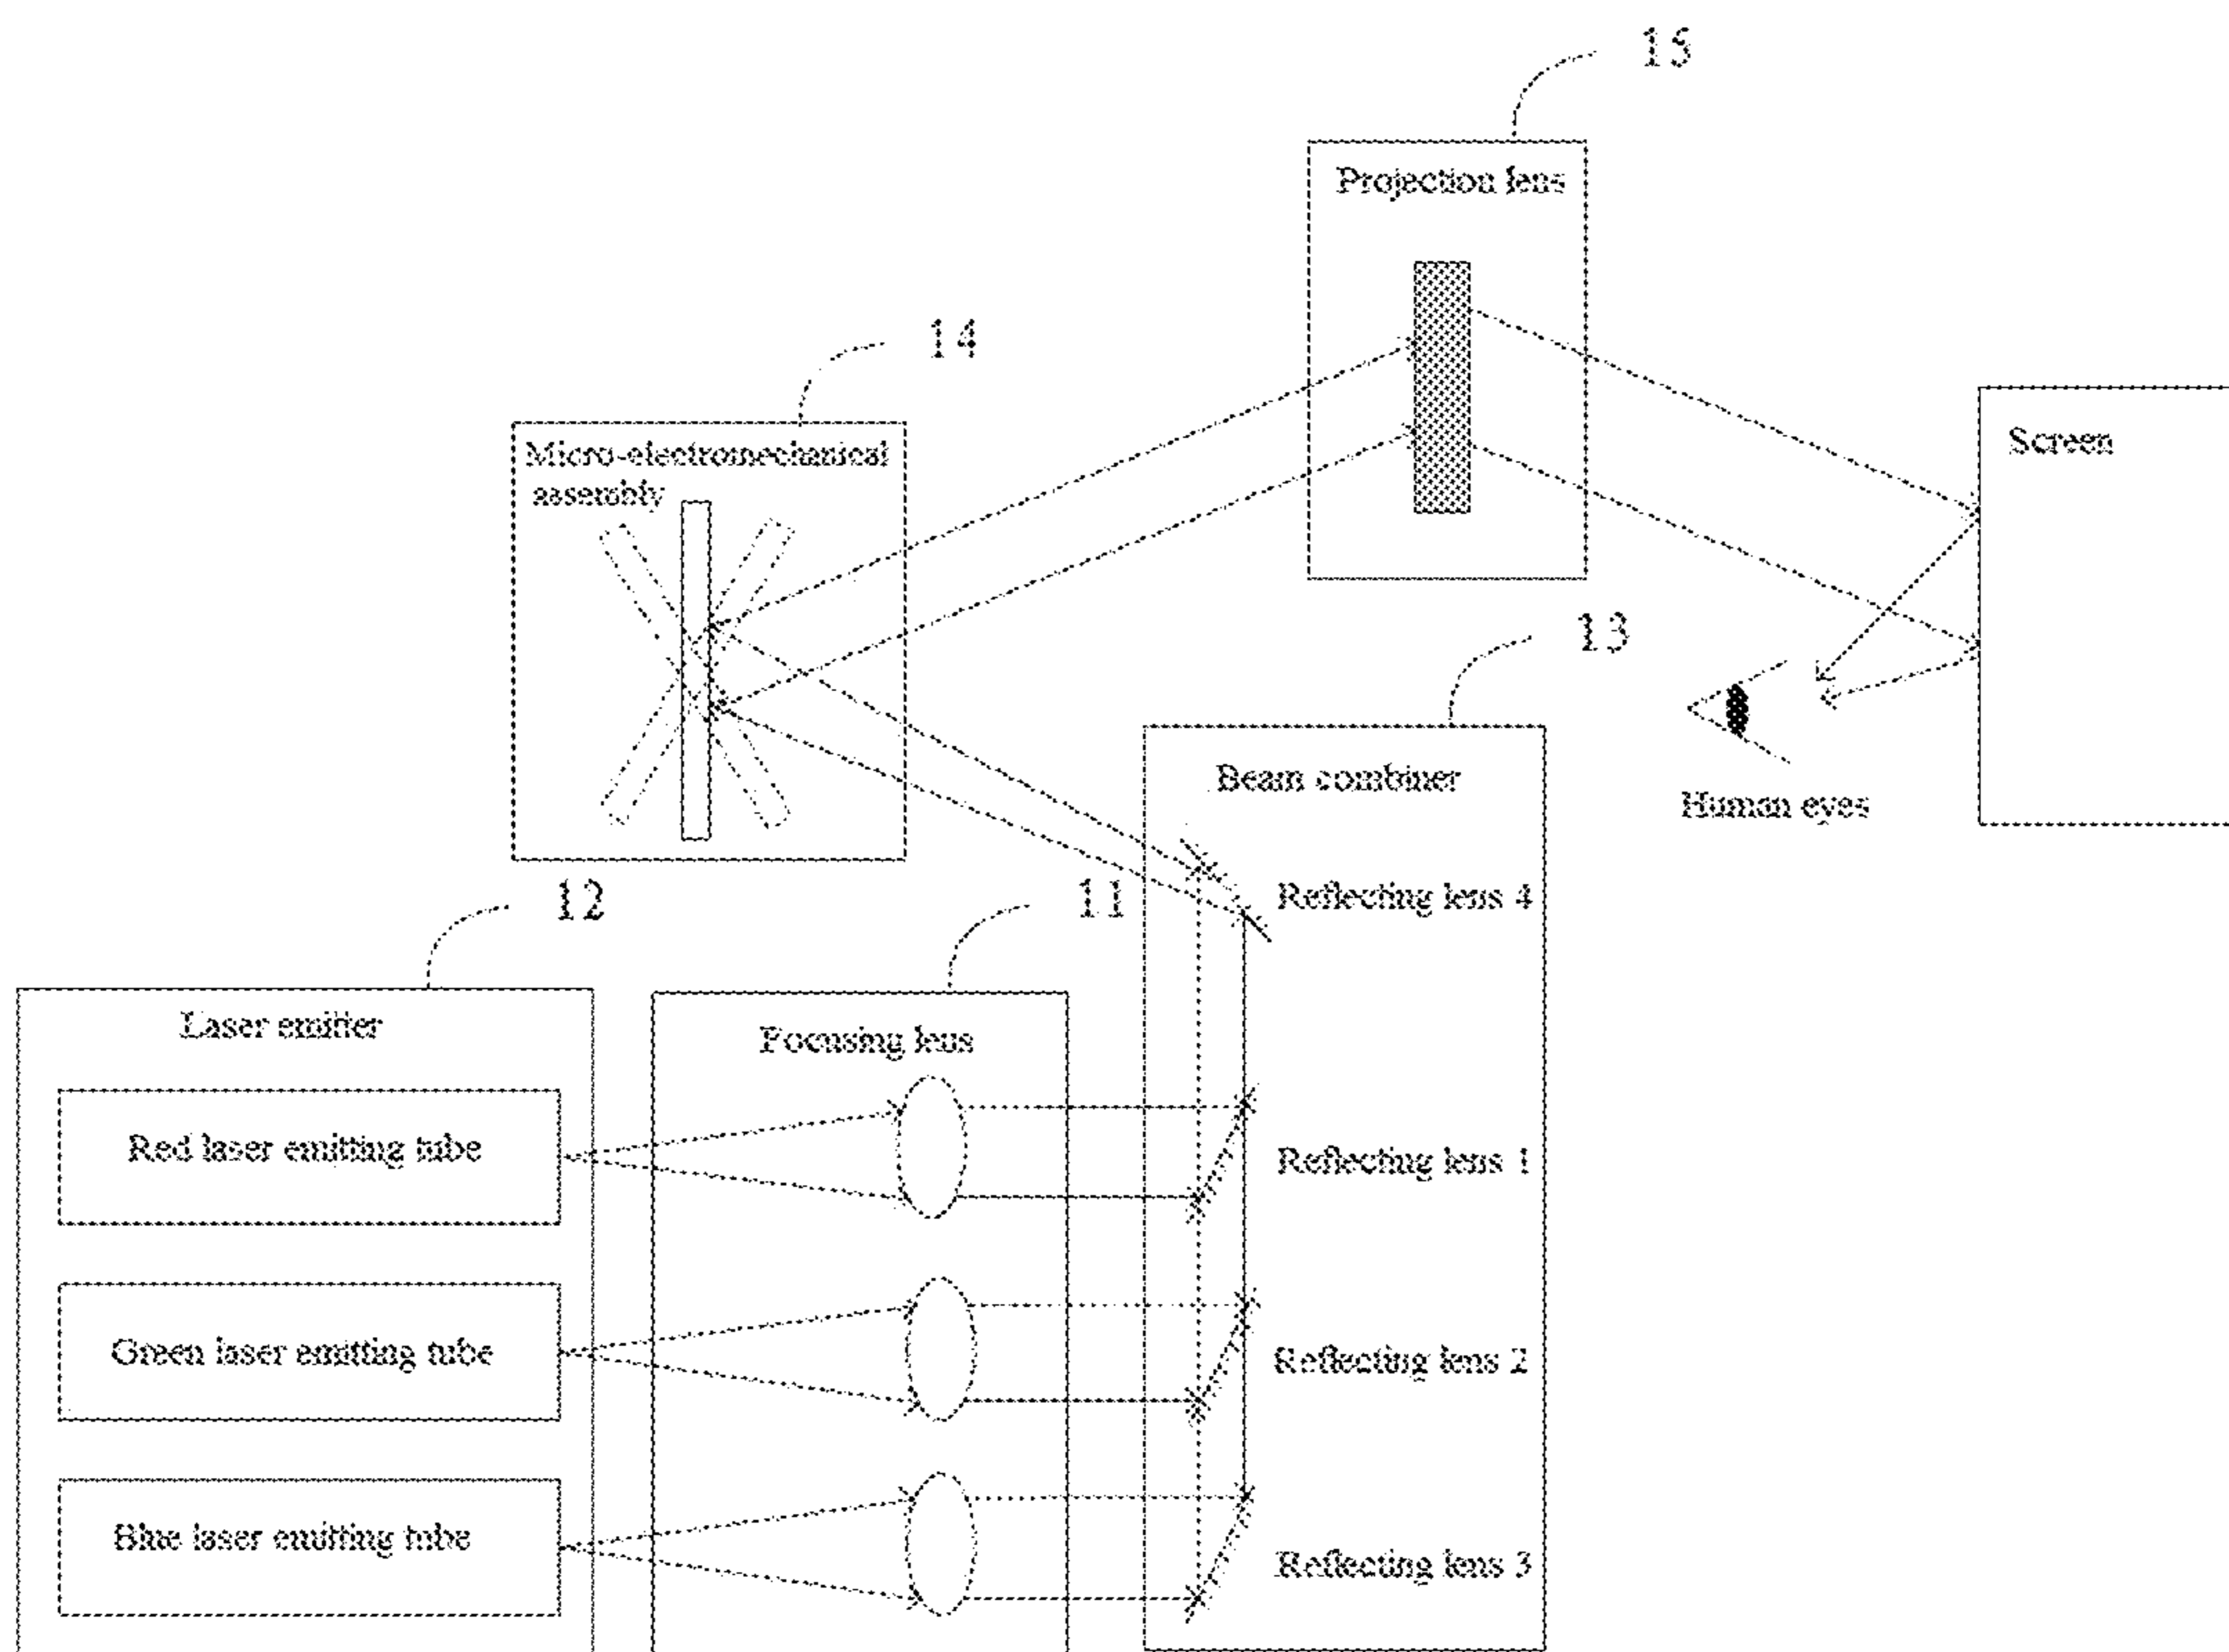 15
Projection lens
14
Micro-electromechanical
assembly
Screen
13
Beam combiner
Human eyes
Reflecting lens 4
12
11
Laser emitter
Focusing lens
Red laser emitting tube
Reflecting lens 1
Green laser emitting tube
Reflecting lens 2
Blue laser emitting tube
Reflecting lens 3